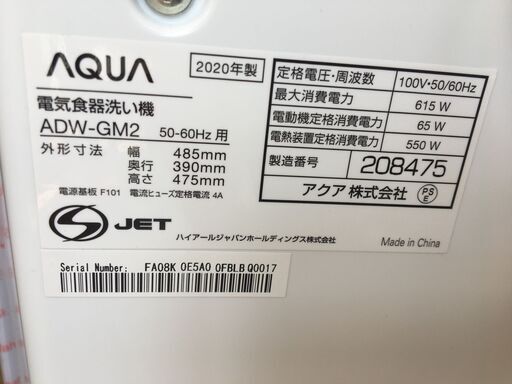 AQUA
2020年製
電気食器洗い機
ADW-GM2 50-60Hz 用
外形寸法 幅 485mm
奥行 390mm
高さ 475mm
電源基板 F101 電流ヒューズ定格電流 4A
定格電圧・周波数 100V・50/60Hz
最大消費電力 615 W
電動機定格消費電力 65 W
電熱装置定格消費電力 550 W
製造番号 208475
アクア 株式会社
PS
E
S JET
ハイアールジャパンホールディングス株式会社
Made in China
Serial Number: FA08K 0E5A0 0FBLB Q0017